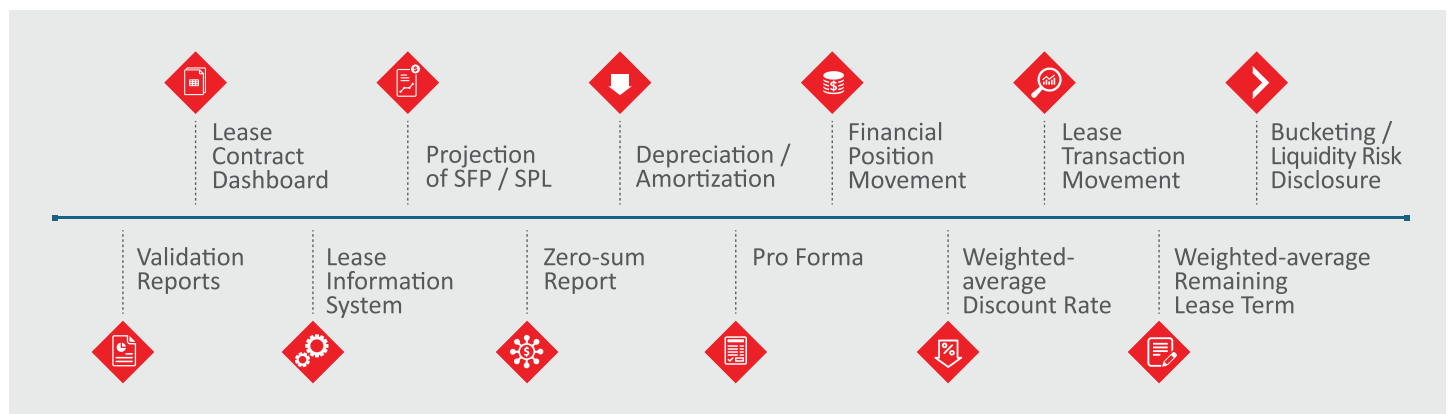 Lease
Contract
Dashboard
Projection
of SFP / SPL
Depreciation /
Amortization
Financial
Position
Movement
Lease
Transaction
Movement
Bucketing /
Liquidity Risk
Disclosure
Validation
Reports
Lease
Information
System
Zero-sum
Report
Pro Forma
Weighted-
average
Discount Rate
Weighted-average
Remaining
Lease Term